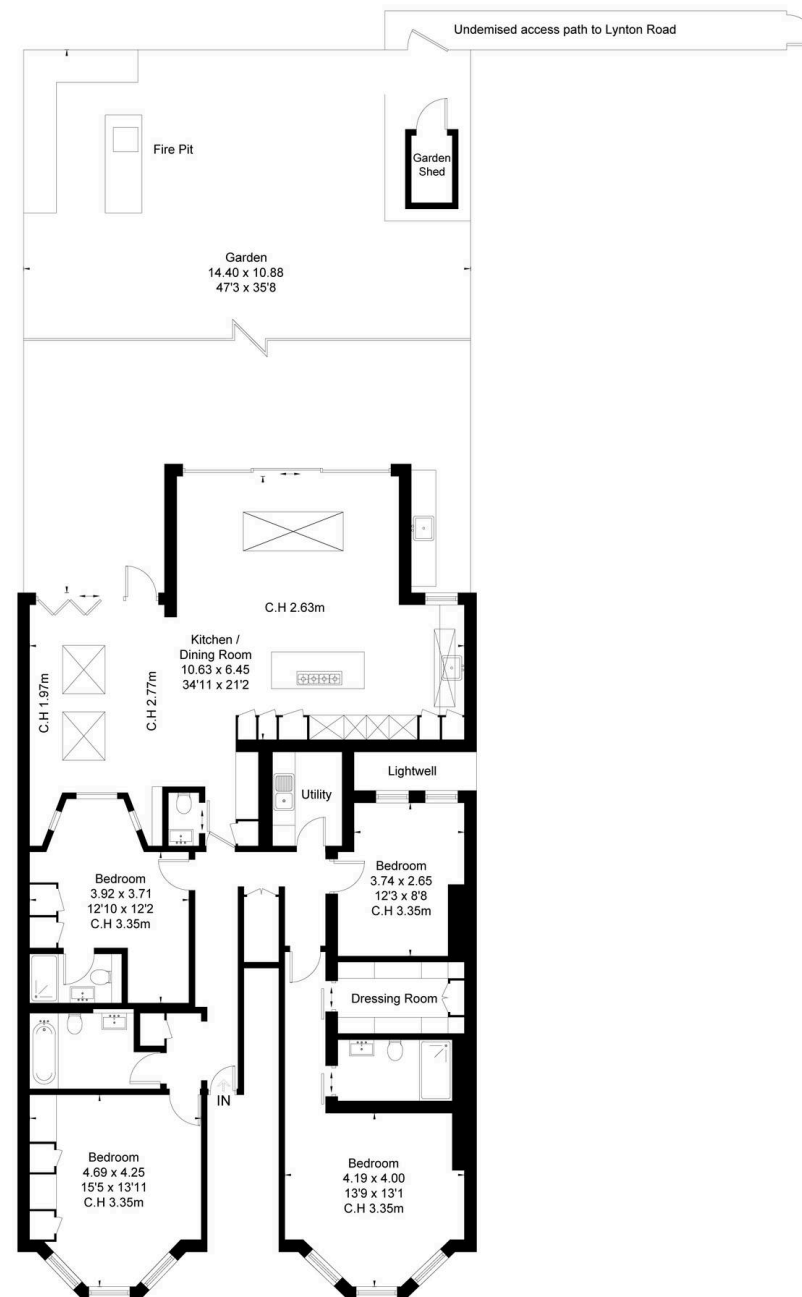 Undemised access path to Lynton Road
Fire Pit
Garden
Shed
Garden
14.40 x 10.88
47'3 x 35'8
C.H 2.63m
Kitchen /
Dining Room
10.63 x 6.45
34'11 x 21'2
C.H 1.97m
C.H 2.77m
Utility
Lightwell
Bedroom
3.92 x 3.71
12'10 x 12'2
C.H 3.35m
Bedroom
3.74 x 2.65
12'3 x 8'8
C.H 3.35m
Dressing Room
IN
Bedroom
4.69 x 4.25
15'5 x 13'11
C.H 3.35m
Bedroom
4.19 x 4.00
13'9 x 13'1
C.H 3.35m